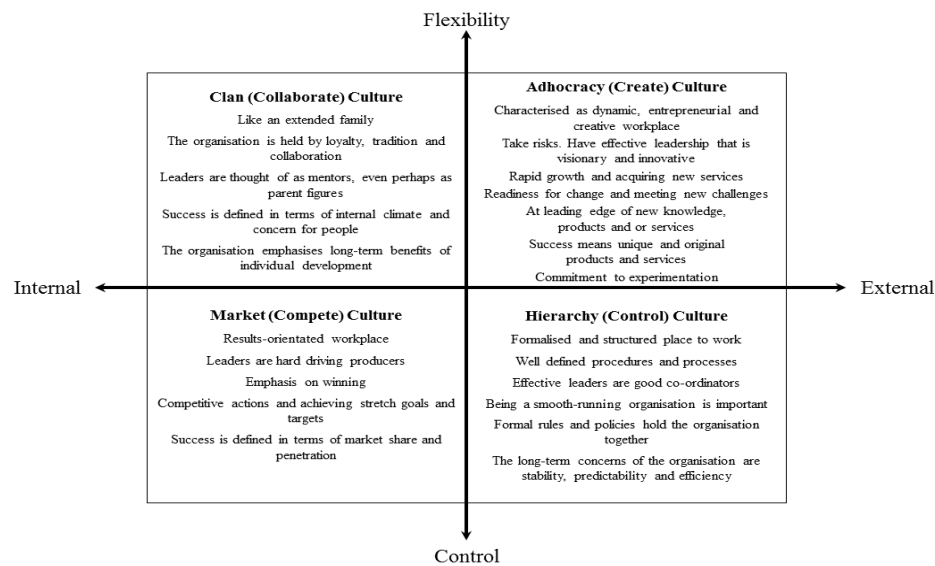 Flexibility
Clan (Collaborate) Culture
Like an extended family
The organisation is held by loyalty, tradition and
collaboration
Leaders are thought of as mentors, even perhaps as
parent figures
Success is defined in terms of internal climate and
concern for people
The organisation emphasises long-term benefits of
individual development
Adhocracy (Create) Culture
Characterised as dynamic, entrepreneurial and
creative workplace
Take risks. Have effective leadership that is
visionary and innovative
Rapid growth and acquiring new services
Readiness for change and meeting new challenges
At leading edge of new knowledge,
products and or services
Success means unique and original
products and services
Commitment to experimentation
Internal
External
Market (Compete) Culture
Results-orientated workplace
Leaders are hard driving producers
Emphasis on winning
Competitive actions and achieving stretch goals and
targets
Success is defined in terms of market share and
penetration
Hierarchy (Control) Culture
Formalised and structured place to work
Well defined procedures and processes
Effective leaders are good co-ordinators
Being a smooth-running organisation is important
Formal rules and policies hold the organisation
together
The long-term concerns of the organisation are
stability, predictability and efficiency
Control